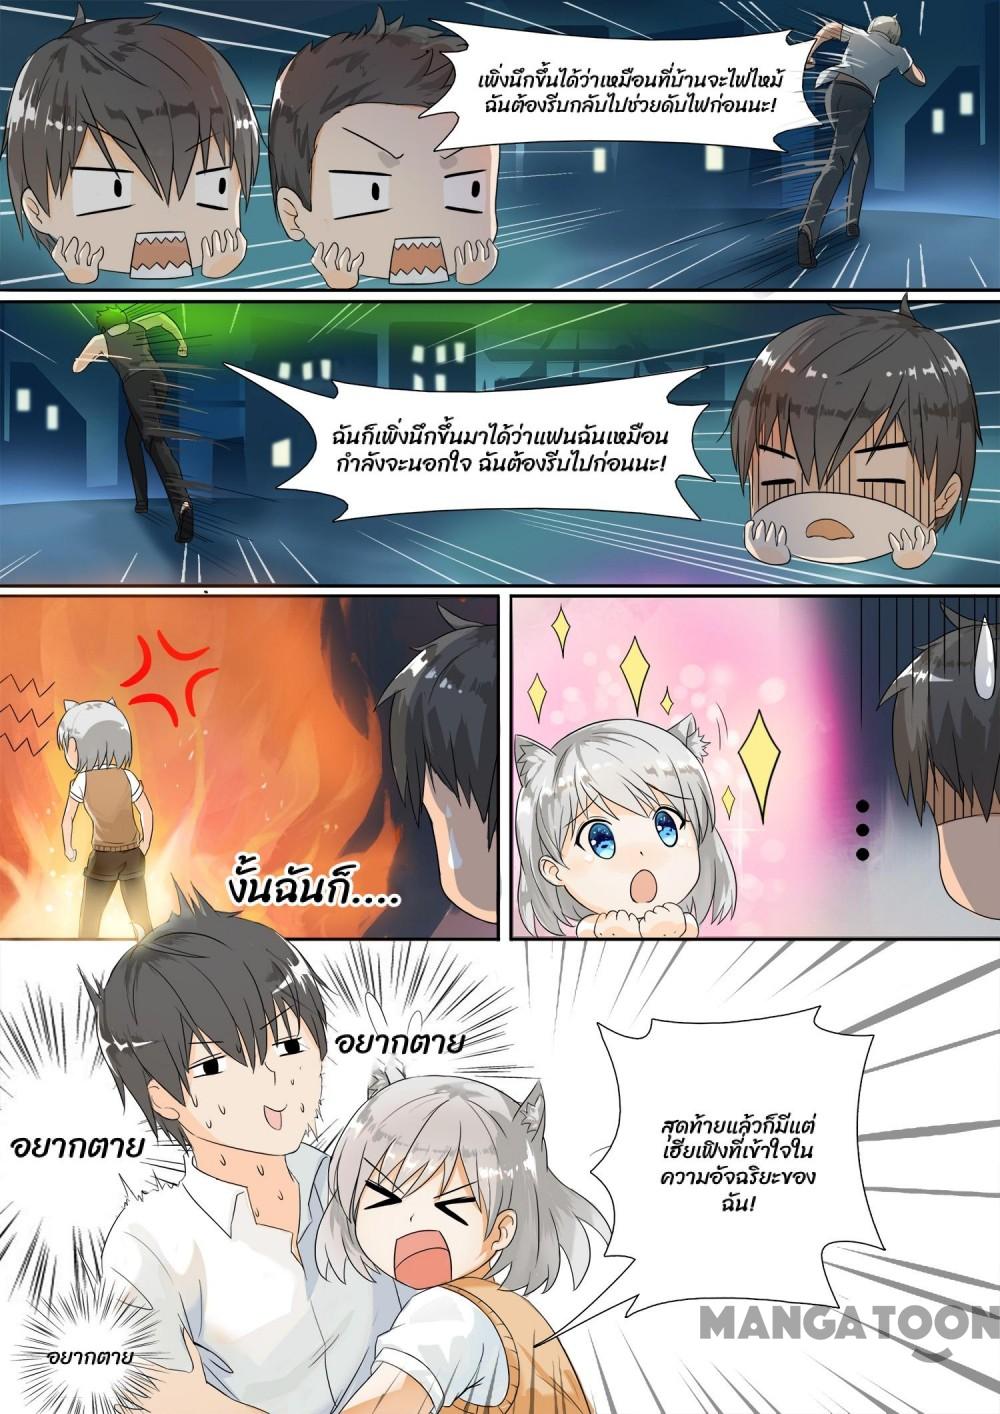 เพิ่งนึกขึ้นได้ว่าเหมือนที่บ้านจะไฟไหม้
ฉันต้องรีบกลับไปช่วยดับไฟก่อนนะ!
ฉันก็เพิ่งนึกขึ้นมาได้ว่าแฟนฉันเหมือน
กำลังจะนอกใจ ฉันต้องรีบไปก่อนนะ!
งั้นฉันก็....
อยากตาย
อยากตาย
สุดท้ายแล้วก็มีแต่
เฮียเฟิงที่เข้าใจใน
ความอัจฉริยะของ
ฉัน!
อยากตาย
MANGATOON